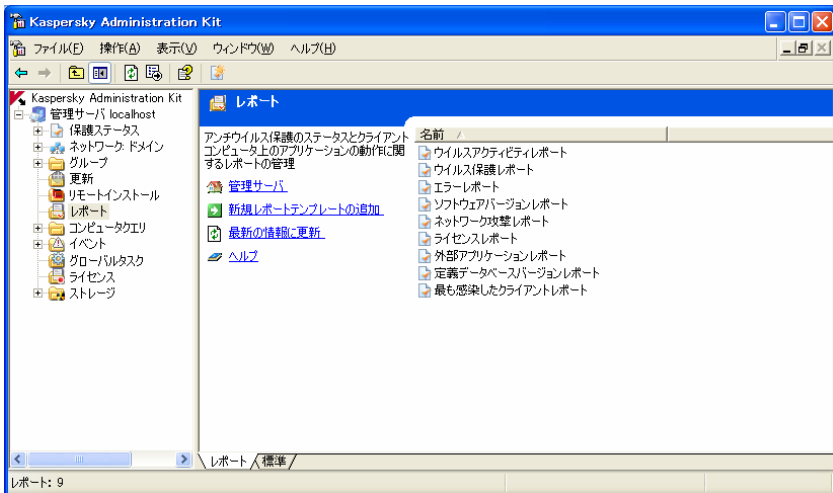 Kaspersky Administration Kit
ファイル(F) 操作(A) 表示(V) ウィンドウ(W) ヘルプ(H)
Kaspersky Administration Kit
管理サーバ localhost
保護ステータス
ネットワーク: ドメイン
グループ
更新
リモートインストール
レポート
コンピュータクエリ
イベント
グローバルタスク
ライセンス
ストレージ
レポート
アンチウイルス保護のステータスとクライアント
コンピュータ上のアプリケーションの動作に関
するレポートの管理
管理サーバ
新規レポートテンプレートの追加
最新の情報に更新
ヘルプ
名前
ウイルスアクティビティレポート
ウイルス保護レポート
エラーレポート
ソフトウェアバージョンレポート
ネットワーク攻撃レポート
ライセンスレポート
外部アプリケーションレポート
定義データベースバージョンレポート
最も感染したクライアントレポート
レポート 標準
レポート: 9